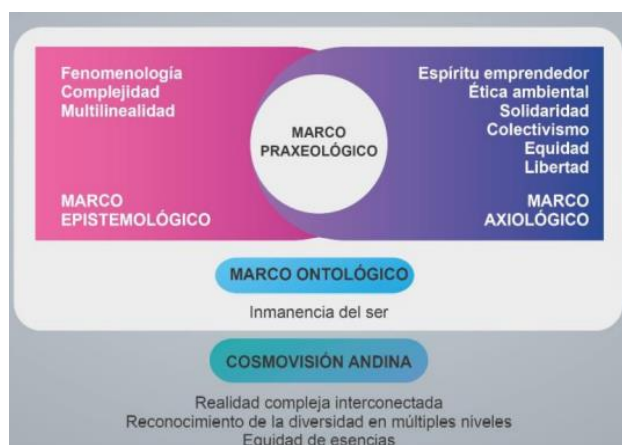 Fenomenología
Complejidad
Multilinealidad
MARCO
EPISTEMOLÓGICO
MARCO
PRAXEOLÓGICO
Espíritu emprendedor
Ética ambiental
Solidaridad
Colectivismo
Equidad
Libertad
MARCO
AXIOLÓGICO
MARCO ONTOLÓGICO
Inmanencia del ser
COSMOVISIÓN ANDINA
Realidad compleja interconectada
Reconocimiento de la diversidad en múltiples niveles
Equidad de esencias